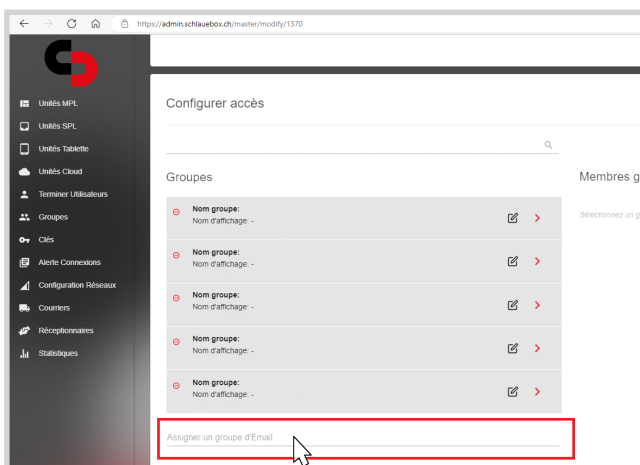 https://admin.schlauebox.ch/master/modify/1370
Unités MPL
Unités SPL
Unités Tablette
Unités Cloud
Terminer Utilisateurs
Groupes
Clés
Alerte Connexions
Configuration Réseaux
Courriers
Réceptionnaires
Statistiques
Configurer accès
Groupes
Nom groupe:
Nom d'affichage: -
Nom groupe:
Nom d'affichage: -
Nom groupe:
Nom d'affichage: -
Nom groupe:
Nom d'affichage: -
Nom groupe:
Nom d'affichage: -
Assigner un groupe d'Email
Membres g
Sélectionnez un g